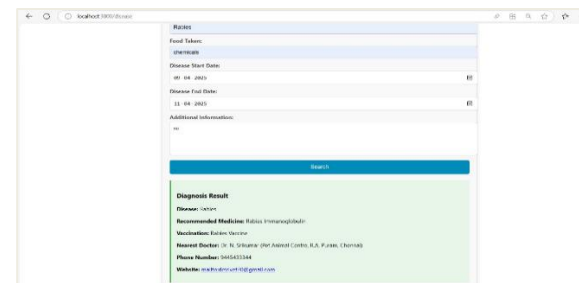 localhost:3000/disease
Rabies
Food Taken:
chemicals
Disease Start Date:
09-04-2025
Disease End Date:
11-04-2025
Additional Information:
no
Search
Diagnosis Result
Disease: Rabies
Recommended Medicine: Rabies Immunoglobulin
Vaccination: Rabies Vaccine
Nearest Doctor: Dr. N. (Pet Animal Centre, R.A. Puram, Chennai)
Phone Number: 9445433344
Website: